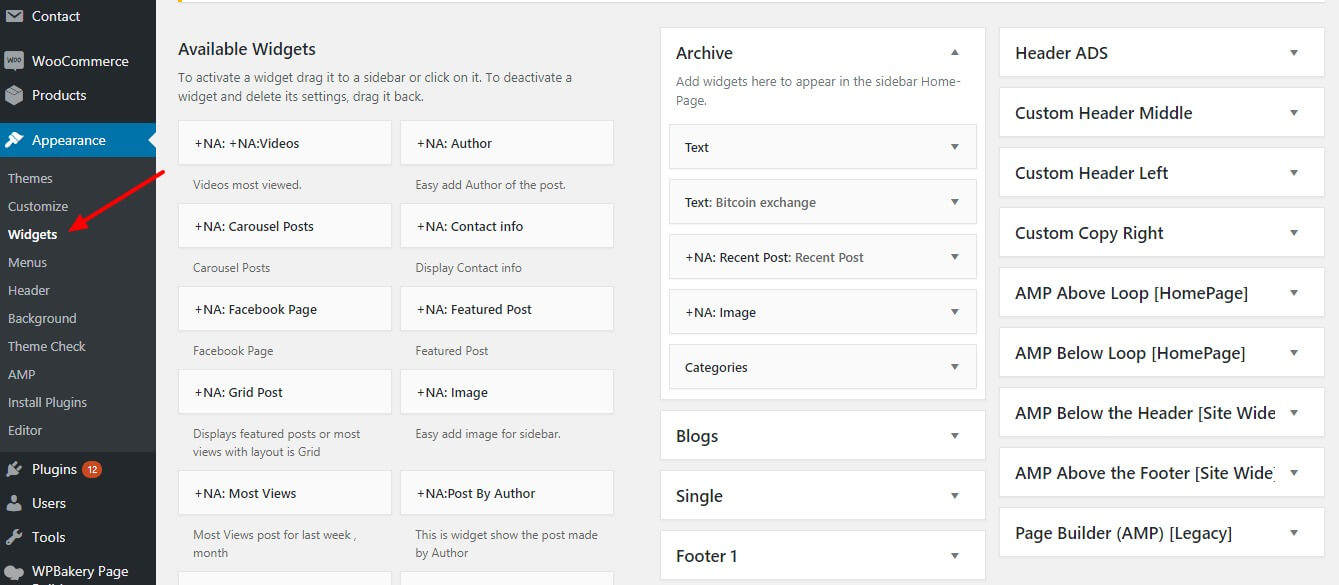 Contact
WooCommerce
Products
Appearance
Themes
Customize
Widgets
Menus
Header
Background
Theme Check
AMP
Install Plugins
Editor
Plugins 12
Users
Tools
WPBakery Page
Available Widgets
To activate a widget drag it to a sidebar or click on it. To deactivate a
widget and delete its settings, drag it back.
+NA: +NA:Videos
Videos most viewed.
+NA: Author
Easy add Author of the post.
+NA: Carousel Posts
Carousel Posts
+NA: Contact info
Display Contact info
+NA: Facebook Page
Facebook Page
+NA: Featured Post
Featured Post
+NA: Grid Post
Displays featured posts or most
views with layout is Grid
+NA: Image
Easy add image for sidebar.
+NA: Most Views
Most Views post for last week ,
month
+NA:Post By Author
This is widget show the post made
by Author
Archive
Add widgets here to appear in the sidebar Home-
Page.
Text
Text: Bitcoin exchange
+NA: Recent Post: Recent Post
+NA: Image
Categories
Blogs
Single
Footer 1
Header ADS
Custom Header Middle
Custom Header Left
Custom Copy Right
AMP Above Loop [HomePage]
AMP Below Loop [HomePage]
AMP Below the Header [Site Wide
AMP Above the Footer [Site Wide]
Page Builder (AMP) [Legacy]